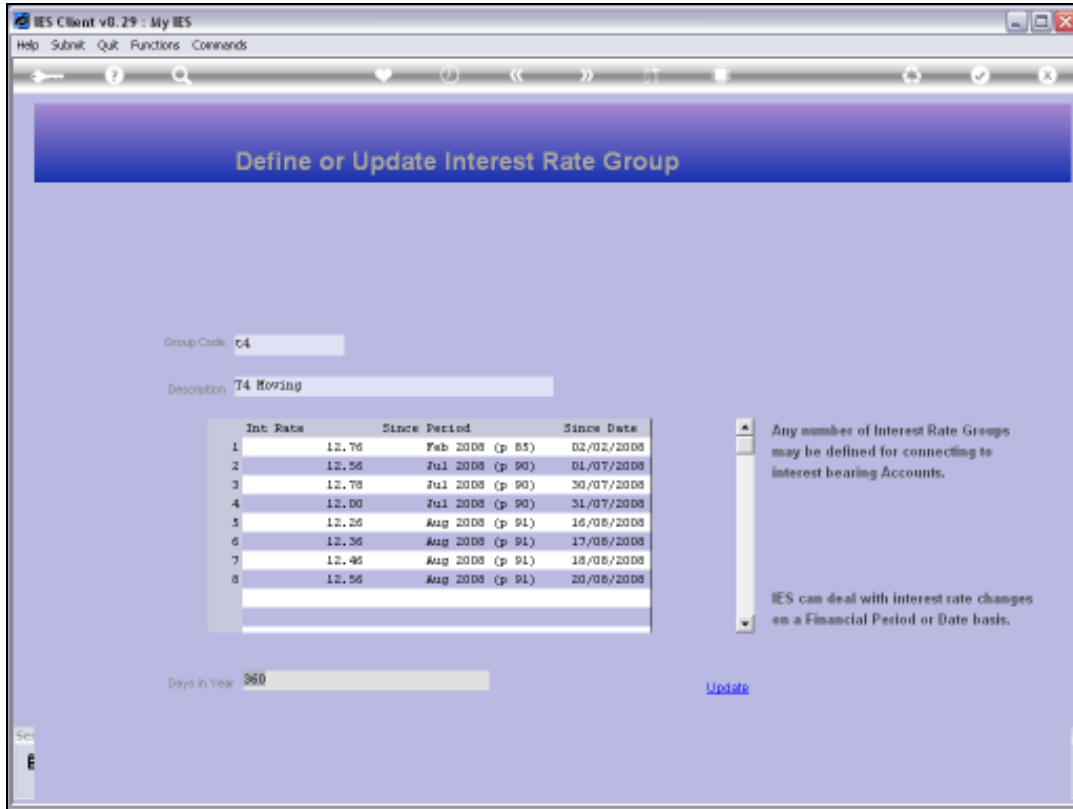 IES Client v8.29 : My IES
Help Submit Quit Functions Commands
Define or Update Interest Rate Group
Group Code t4
Description T4 Moving
Int Rate Since Period Since Date
1 12.76 Feb 2008 (p 85) 02/02/2008
2 12.56 Jul 2008 (p 90) 01/07/2008
3 12.78 Jul 2008 (p 90) 30/07/2008
4 12.00 Jul 2008 (p 90) 31/07/2008
5 12.26 Aug 2008 (p 91) 16/08/2008
6 12.36 Aug 2008 (p 91) 17/08/2008
7 12.46 Aug 2008 (p 91) 18/08/2008
8 12.56 Aug 2008 (p 91) 20/08/2008
Any number of Interest Rate Groups
may be defined for connecting to
interest bearing Accounts.
IES can deal with interest rate changes
on a Financial Period or Date basis.
Days in Year 360
Update